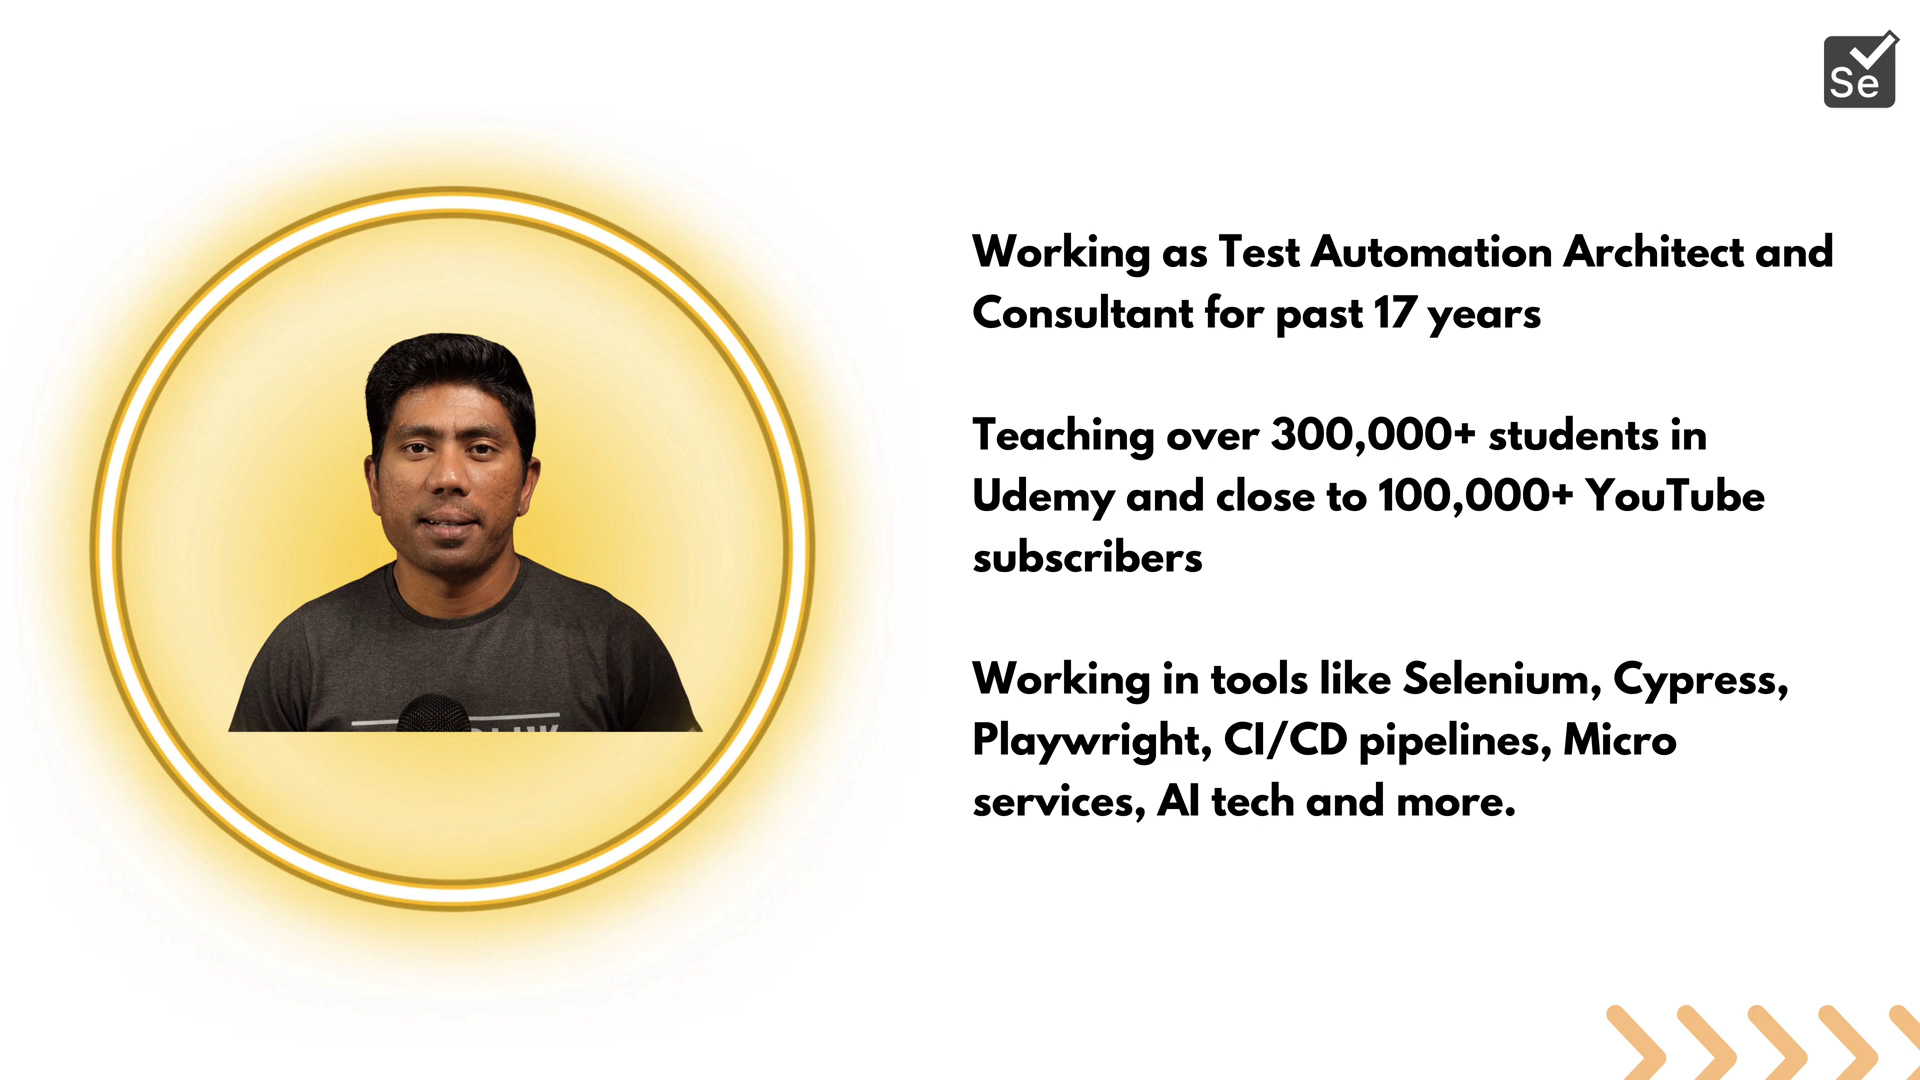 Se
Working as Test Automation Architect and
Consultant for past 17 years
Teaching over 300,000+ students in
Udemy and close to 100,000+ YouTube
subscribers
Working in tools like Selenium, Cypress,
Playwright, CI/CD pipelines, Micro
services, AI tech and more.